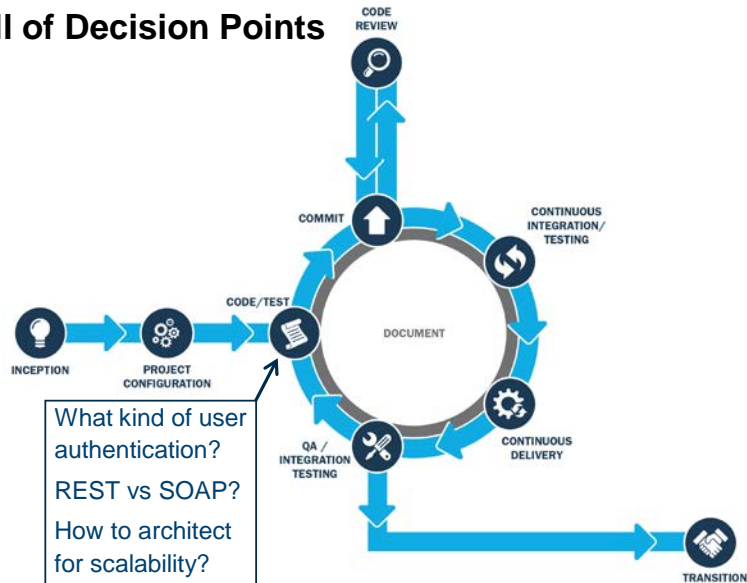 ll of Decision Points
CODE
REVIEW
COMMIT
CONTINUOUS
INTEGRATION/
TESTING
CODE/TEST
DOCUMENT
INCEPTION
PROJECT
CONFIGURATION
What kind of user
authentication?
REST vs SOAP?
How to architect
for scalability?
QA /
INTEGRATION
TESTING
CONTINUOUS
DELIVERY
TRANSITION